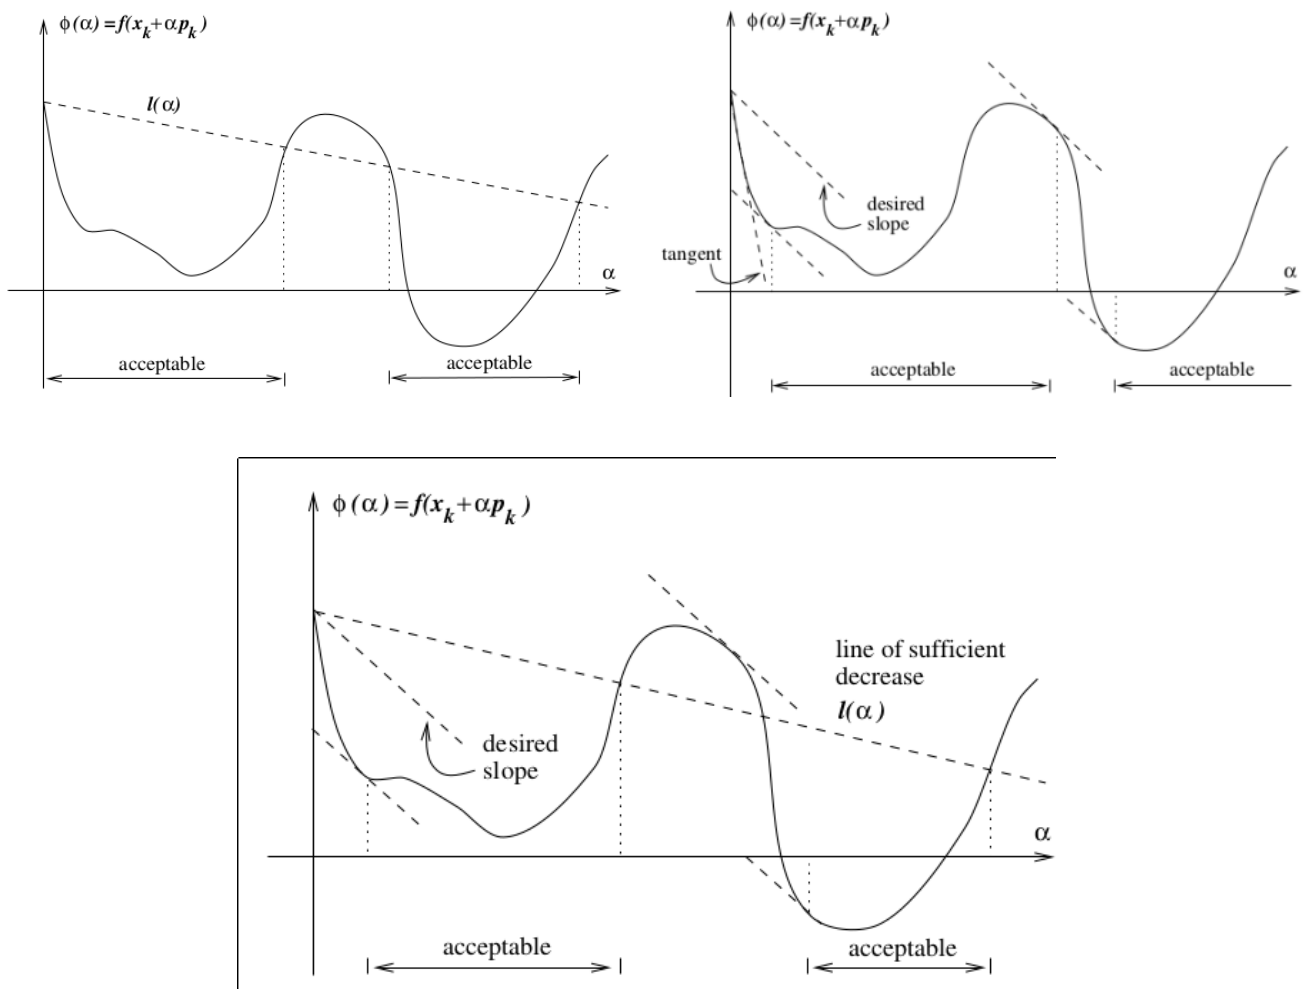 ϕ(α) = f(x_k + αp_k)
l(α)
α
acceptable
acceptable
ϕ(α) = f(x_k + αp_k)
desired
slope
tangent
α
acceptable
acceptable
ϕ(α) = f(x_k + αp_k)
line of sufficient
decrease
l(α)
desired
slope
α
acceptable
acceptable